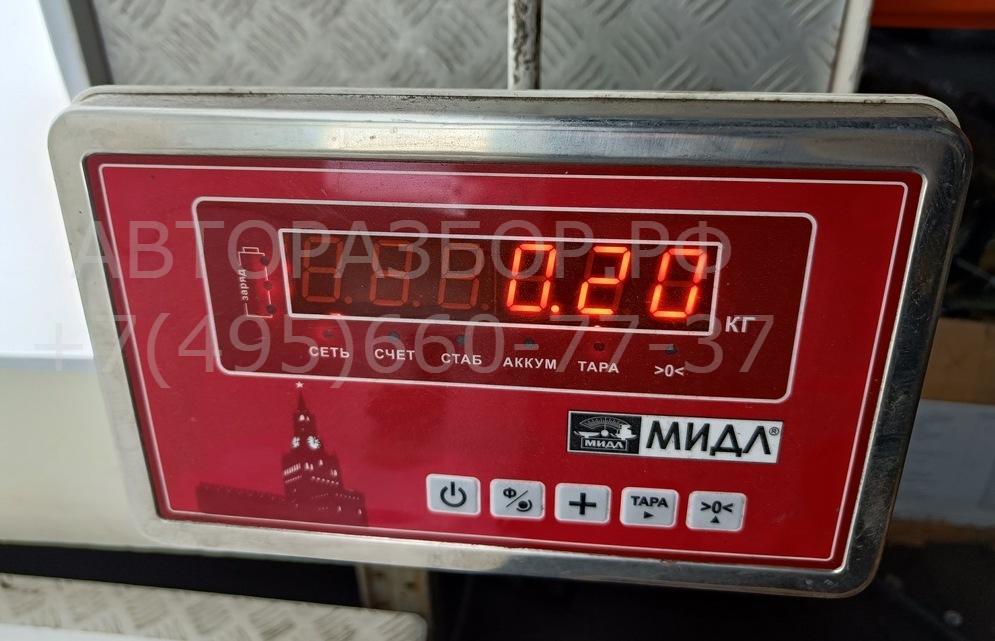 АВТОРАЗБОР.РФ
+7(495)660-77-37
заряд
0.20
КГ
СЕТЬ СЧЕТ СТАБ АККУМ ТАРА >0<
МИДЛ МИДЛ®
Ф ТАРА >0<